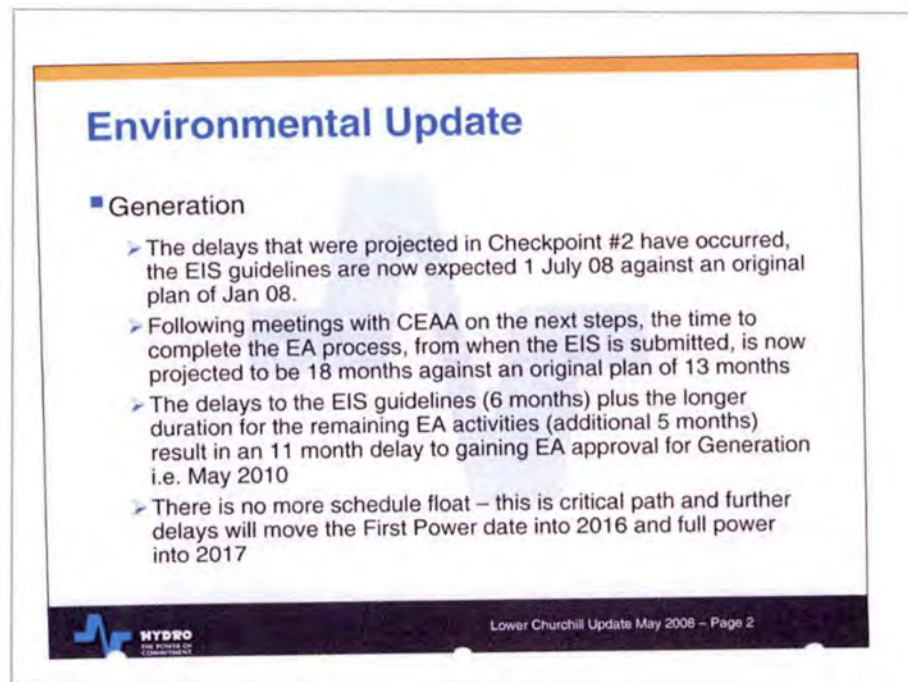 Environmental Update
Generation
The delays that were projected in Checkpoint #2 have occurred,
the EIS guidelines are now expected 1 July 08 against an original
plan of Jan 08.
Following meetings with CEAA on the next steps, the time to
complete the EA process, from when the EIS is submitted, is now
projected to be 18 months against an original plan of 13 months
The delays to the EIS guidelines (6 months) plus the longer
duration for the remaining EA activities (additional 5 months)
result in an 11 month delay to gaining EA approval for Generation
i.e. May 2010
There is no more schedule float – this is critical path and further
delays will move the First Power date into 2016 and full power
into 2017
HYDRO
THE POWER OF
COMMITMENT
Lower Churchill Update May 2008 – Page 2